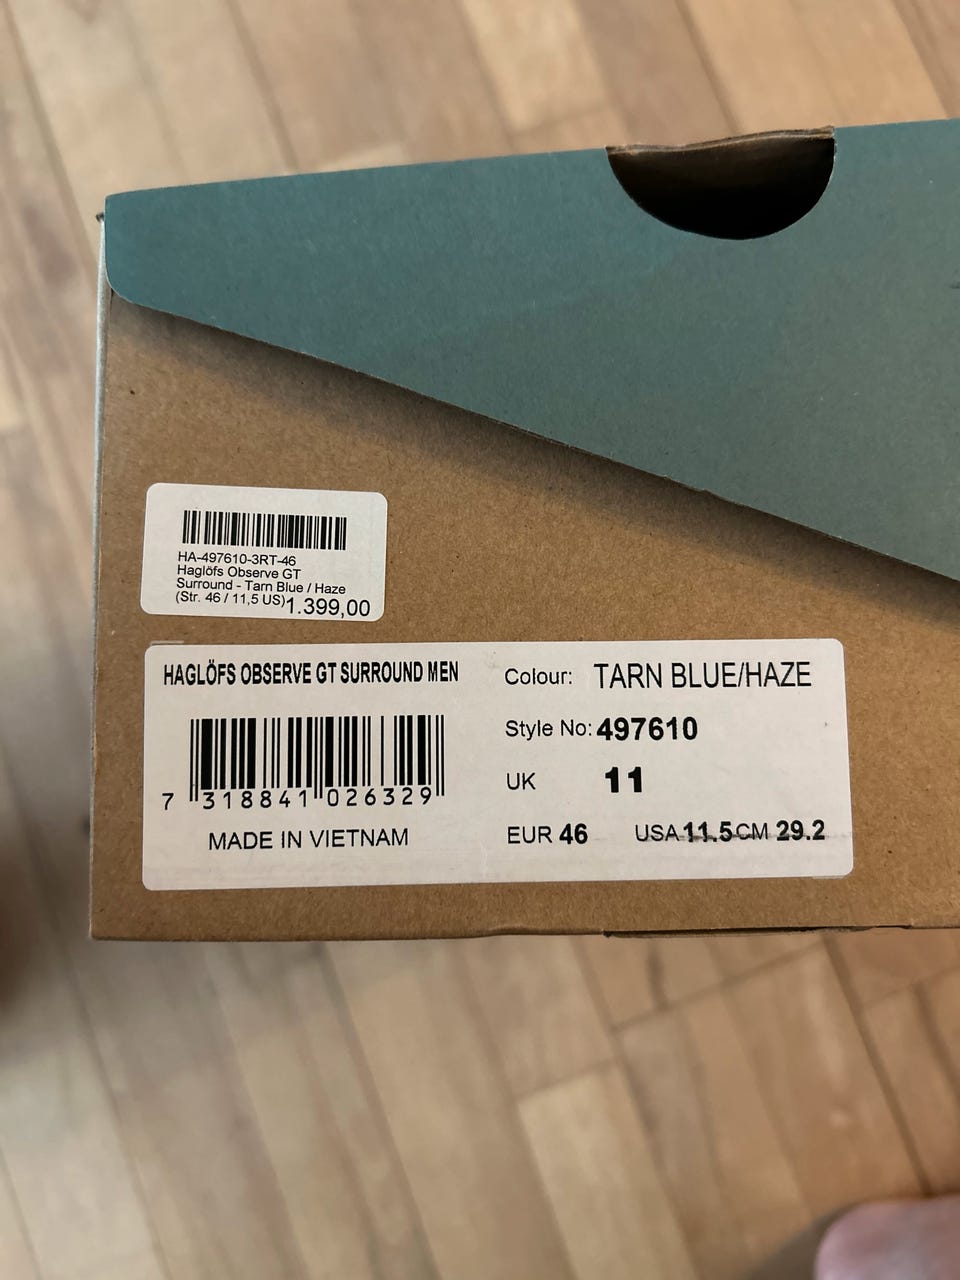 HA-497610-3RT-46
Haglöfs Observe GT
Surround - Tarn Blue / Haze
(Str. 46 / 11,5 US) 1.399,00
HAGLÖFS OBSERVE GT SURROUND MEN
7 318841 026329
MADE IN VIETNAM
Colour: TARN BLUE/HAZE
Style No: 497610
UK 11
EUR 46 USA 11.5 CM 29.2